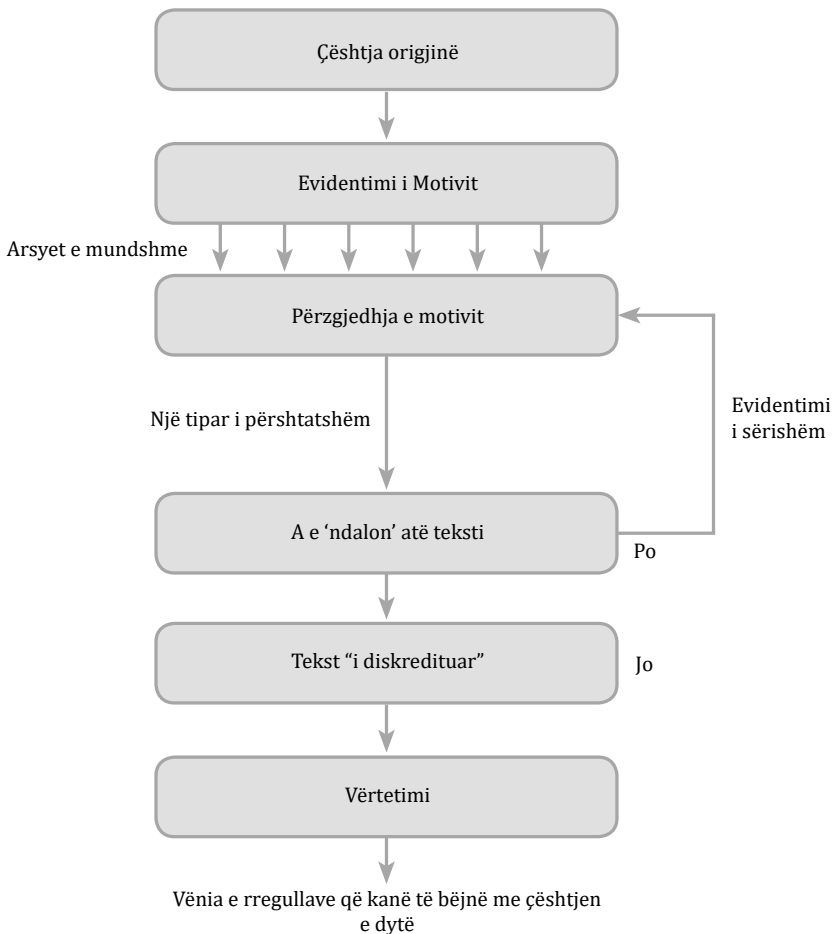 Çështja origjinë
Evidentimi i Motivit
Arsyet e mundshme
Përzgjedhja e motivit
Një tipar i përshtatshëm
Evidentimi
i sërishëm
A e ‘ndalon’ atë teksti
Po
Tekst “i diskredituar”
Jo
Vërtetimi
Vënia e rregullave që kanë të bëjnë me çështjen
e dytë